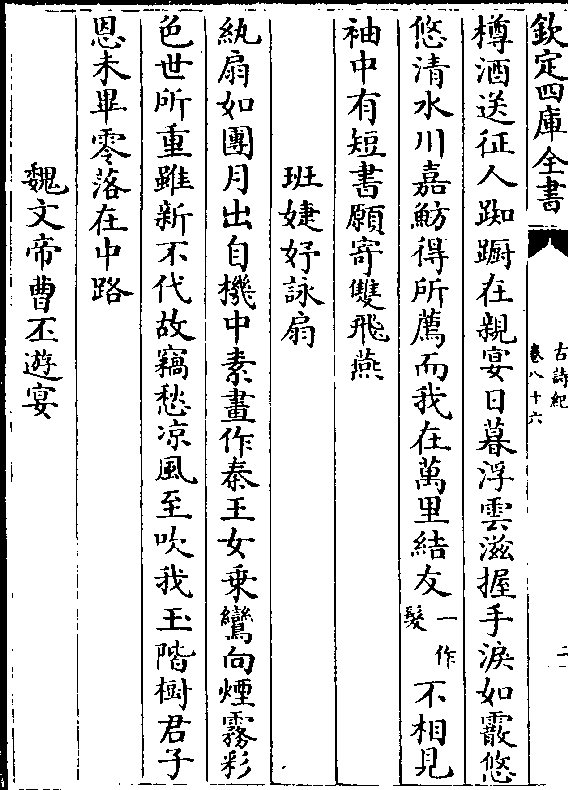 欽定四庫全書
古詩紀
卷八十六
二
樽酒送征人踟蹰在親宴日暮浮雲滋握手淚如霰悠
悠清水川嘉魴得所薦而我在萬里結友一作髮不相見
袖中有短書願寄雙飛燕
班婕妤詠扇
紈扇如團月出自機中素畫作秦王女乗鸞向煙霧彩
色世所重雖新不代故竊愁凉風至吹我玉階樹君子
恩未畢零落在中路
魏文帝曹丕遊宴